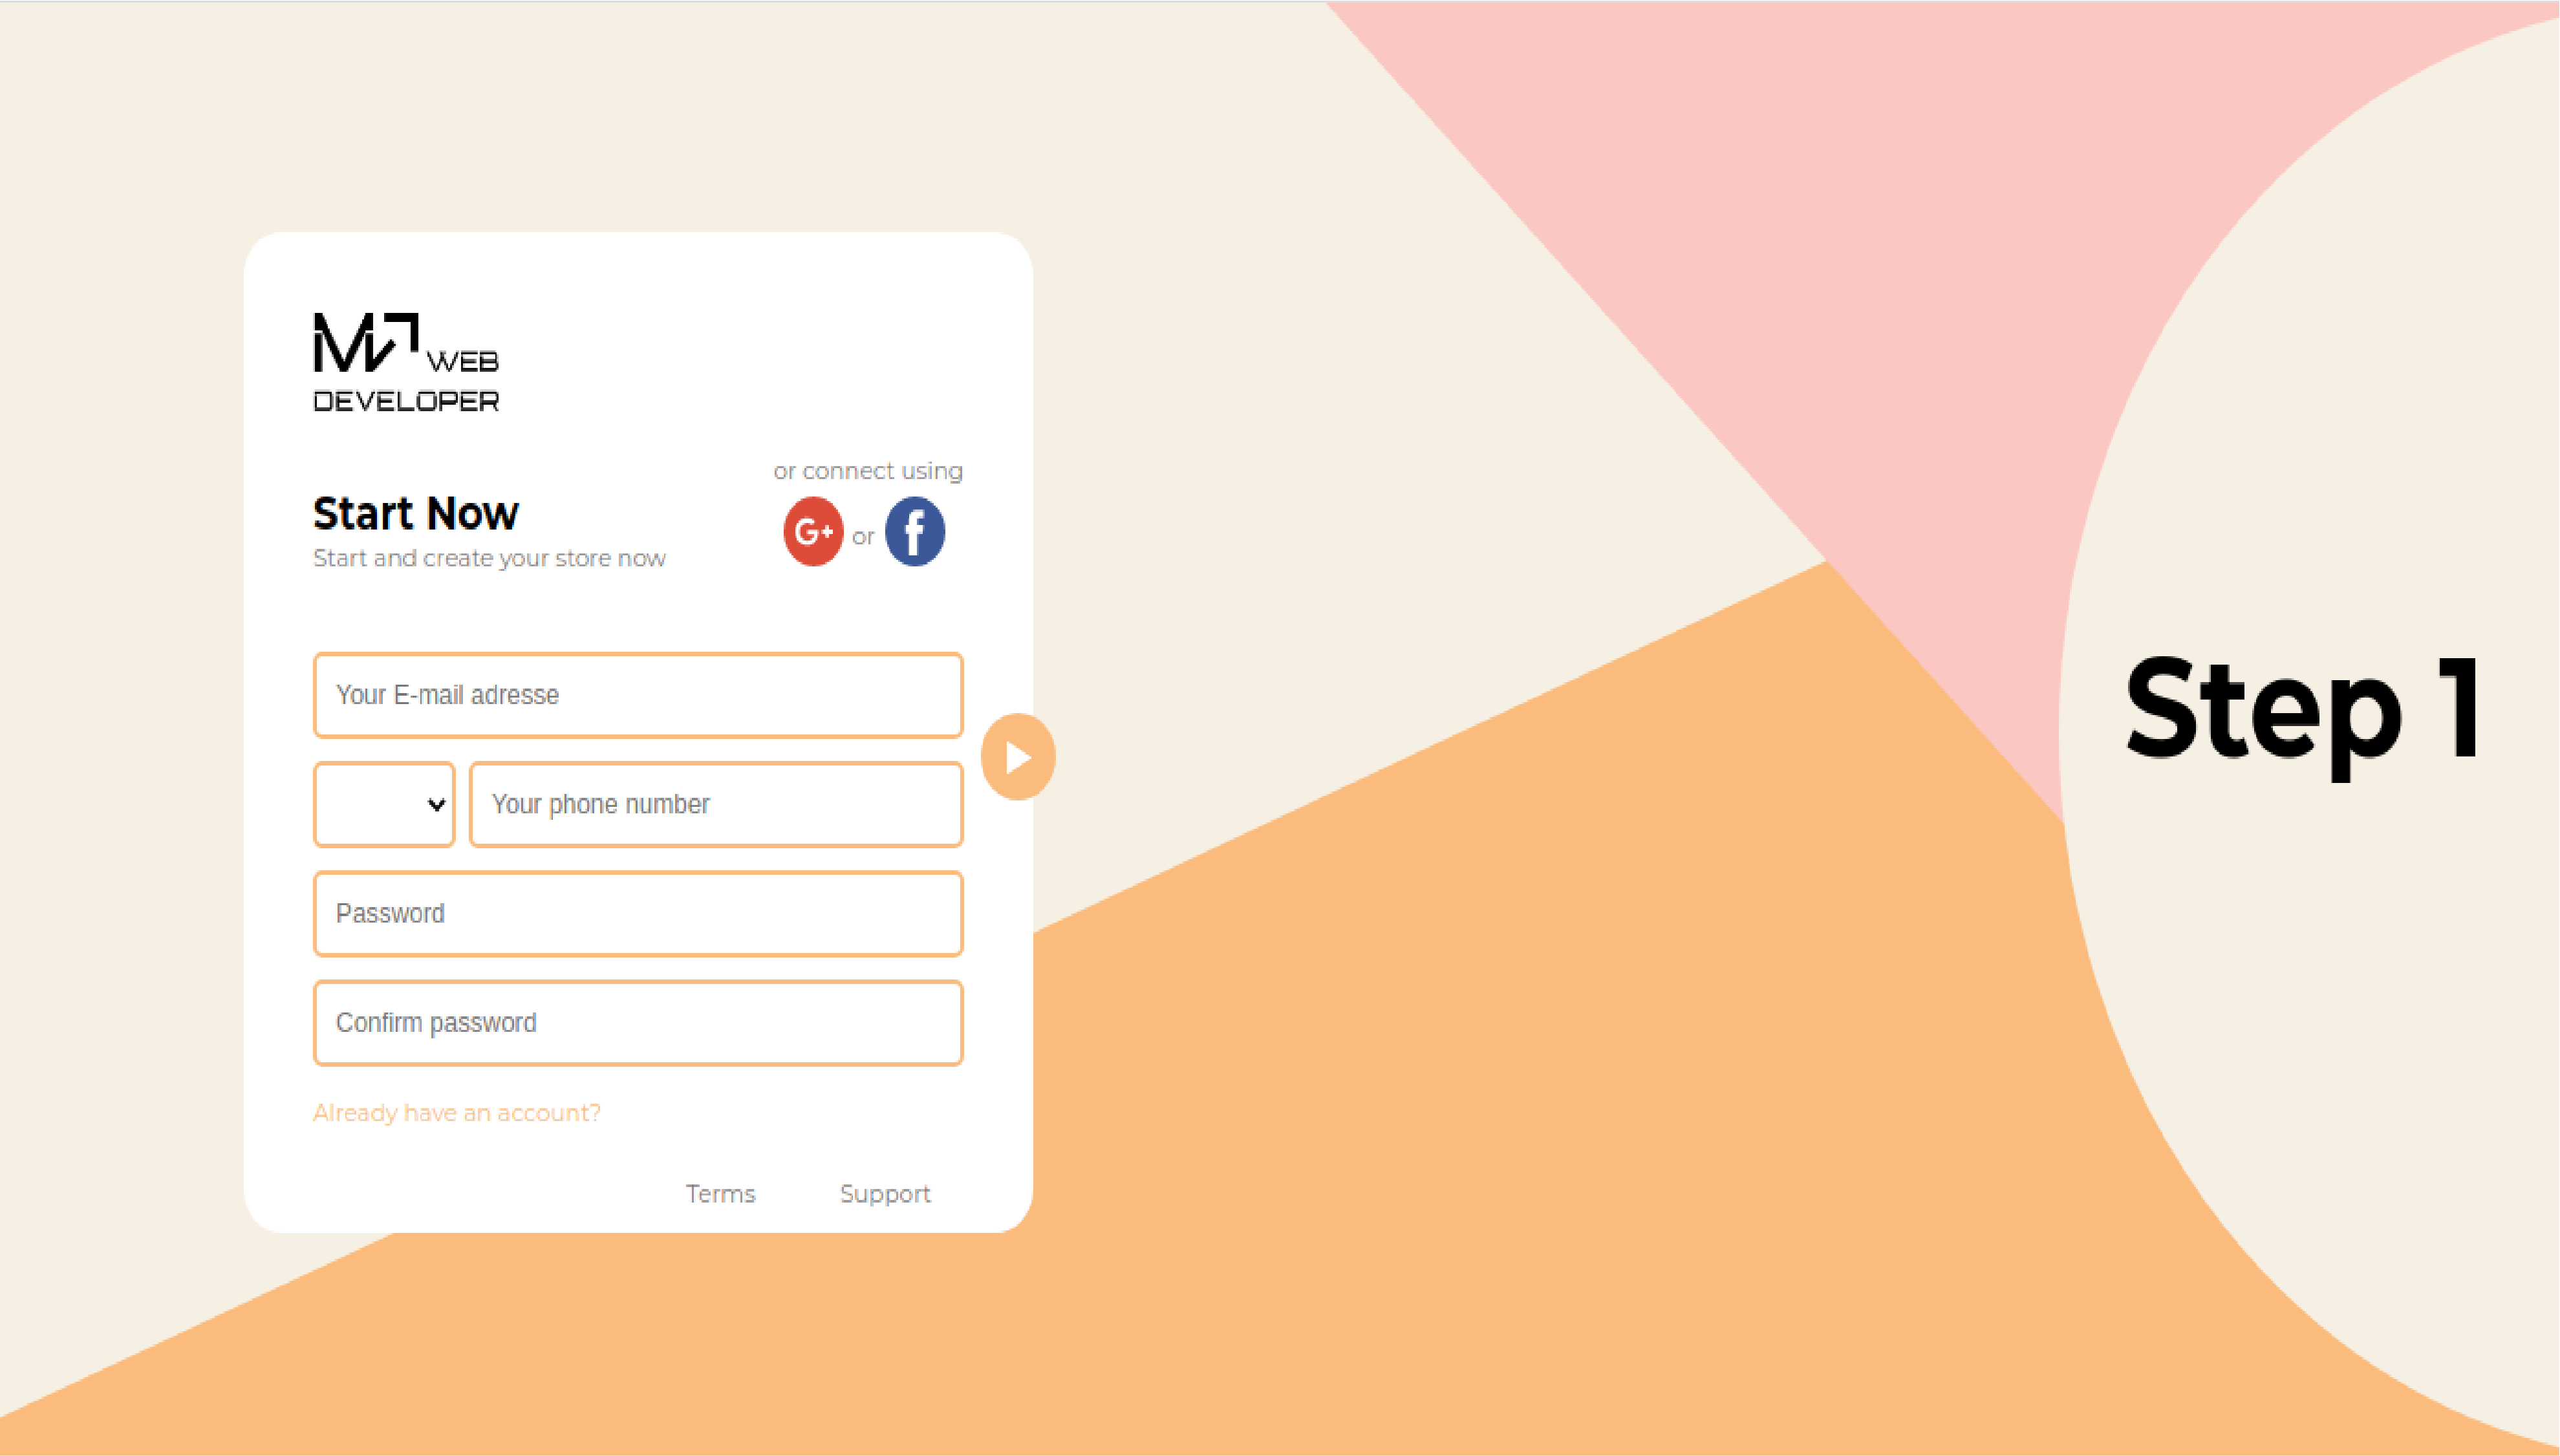 WEB
DEVELOPER
or connect using
Start Now
G+ or f
Start and create your store now
Your E-mail adresse
Your phone number
Password
Confirm password
Already have an account?
Terms Support
Step 1